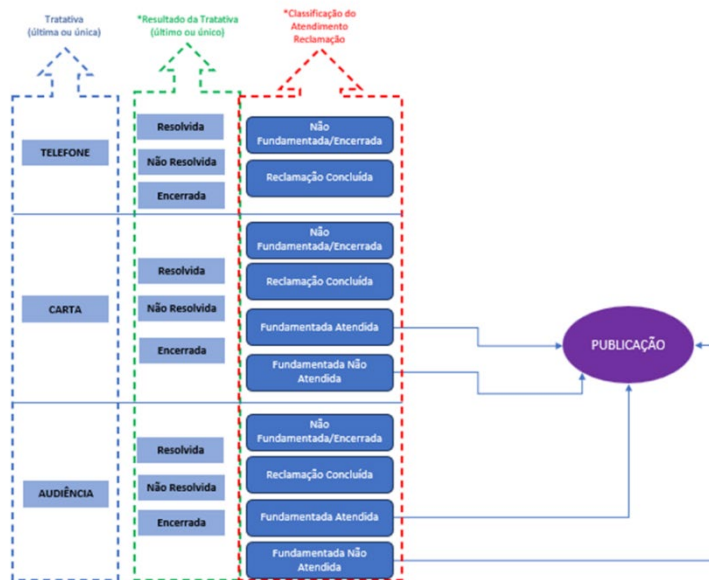 Tratativa
(última ou única)
*Resultado da Tratativa
(último ou único)
*Classificação do
Atendimento
Reclamação
TELEFONE
Resolvida
Não Resolvida
Encerrada
Não
Fundamentada/Encerrada
Reclamação Concluída
CARTA
Resolvida
Não Resolvida
Encerrada
Não
Fundamentada/Encerrada
Reclamação Concluída
Fundamentada Atendida
Fundamentada Não
Atendida
AUDIÊNCIA
Resolvida
Não Resolvida
Encerrada
Não
Fundamentada/Encerrada
Reclamação Concluída
Fundamentada Atendida
Fundamentada Não
Atendida
PUBLICAÇÃO